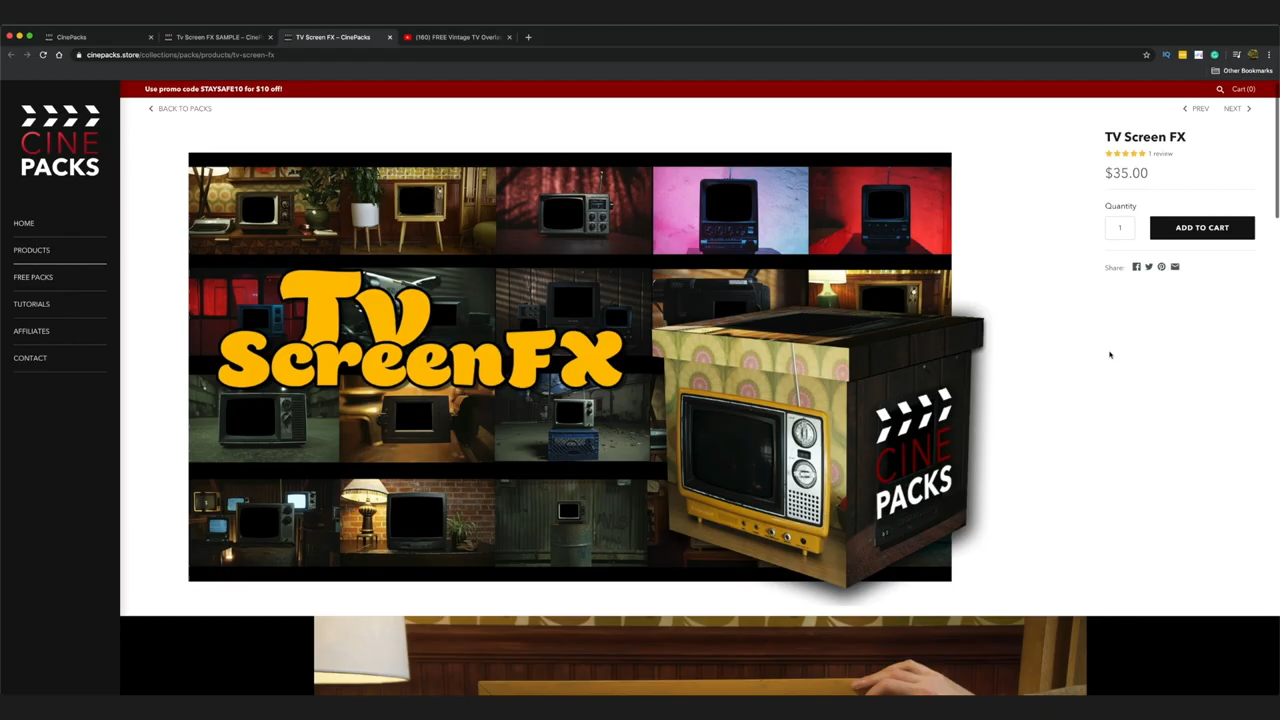 CinePacks
Tv Screen FX SAMPLE – CineP
TV Screen FX – CinePacks
(160) FREE Vintage TV Overla
cinepacks.store/collections/packs/products/tv-screen-fx
Other Bookmarks
Use promo code STAYSAFE10 for $10 off!
Cart (0)
BACK TO PACKS
PREV
NEXT
CINE
PACKS
HOME
PRODUCTS
FREE PACKS
TUTORIALS
AFFILIATES
CONTACT
TV Screen FX
1 review
$35.00
Quantity
1
ADD TO CART
Share:
Tv
ScreenFX
CINE
PACKS